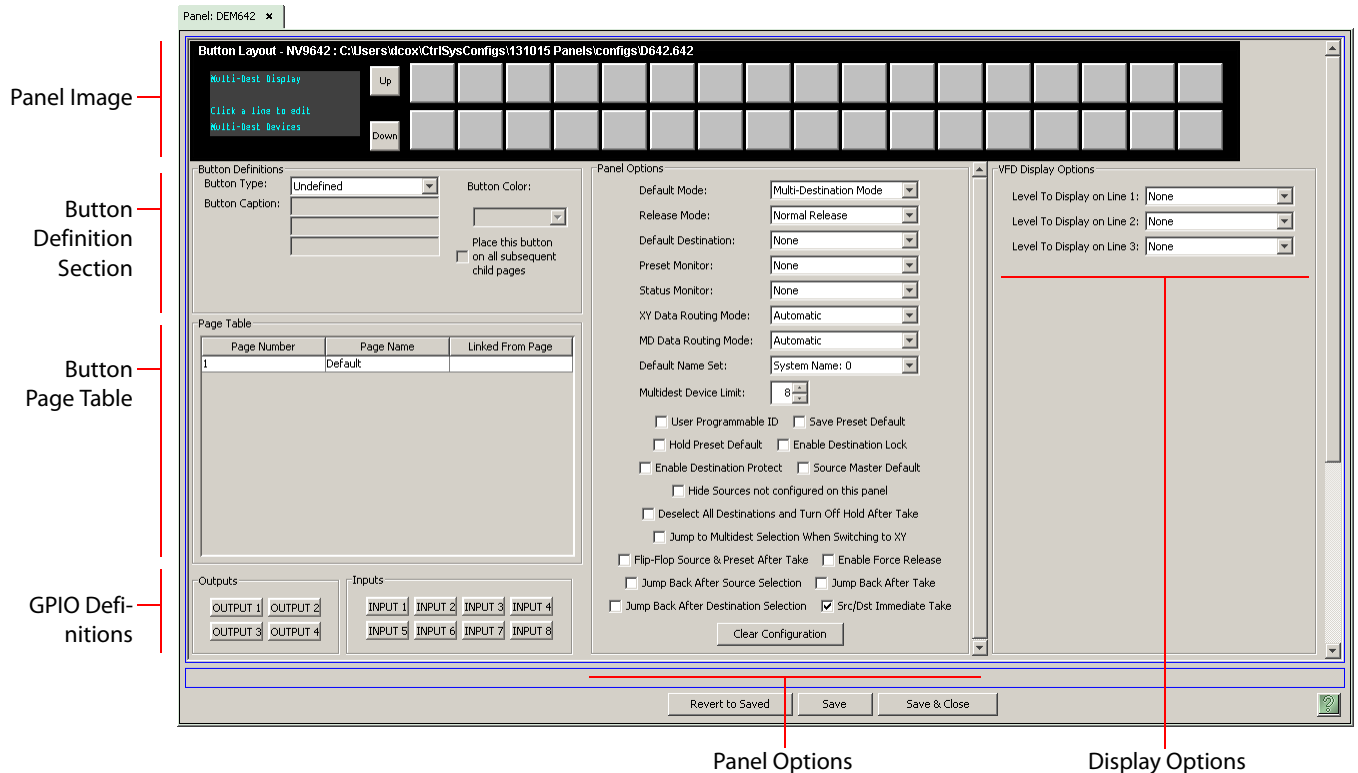 Panel: DEM642 ×
Button Layout - NV9642 : C:\Users\dcox\CtrlSysConfigs\131015 Panels\configs\D642.642
Multi-Dest Display
Click a line to edit
Multi-Dest Devices
Up
Down
Panel Image
Button
Definition
Section
Button
Page Table
GPIO Defi-
nitions
Button Definitions
Button Type: Undefined
Button Color:
Button Caption:
Place this button
on all subsequent
child pages
Page Table
Page Number Page Name Linked From Page
1 Default
Outputs
OUTPUT 1 OUTPUT 2
OUTPUT 3 OUTPUT 4
Inputs
INPUT 1 INPUT 2 INPUT 3 INPUT 4
INPUT 5 INPUT 6 INPUT 7 INPUT 8
Panel Options
Default Mode: Multi-Destination Mode
Release Mode: Normal Release
Default Destination: None
Preset Monitor: None
Status Monitor: None
XY Data Routing Mode: Automatic
MD Data Routing Mode: Automatic
Default Name Set: System Name: 0
Multidest Device Limit: 8
User Programmable ID Save Preset Default
Hold Preset Default Enable Destination Lock
Enable Destination Protect Source Master Default
Hide Sources not configured on this panel
Deselect All Destinations and Turn Off Hold After Take
Jump to Multidest Selection When Switching to XY
Flip-Flop Source & Preset After Take Enable Force Release
Jump Back After Source Selection Jump Back After Take
Jump Back After Destination Selection Src/Dst Immediate Take
Clear Configuration
VFD Display Options
Level To Display on Line 1: None
Level To Display on Line 2: None
Level To Display on Line 3: None
Revert to Saved Save Save & Close ?
Panel Options
Display Options